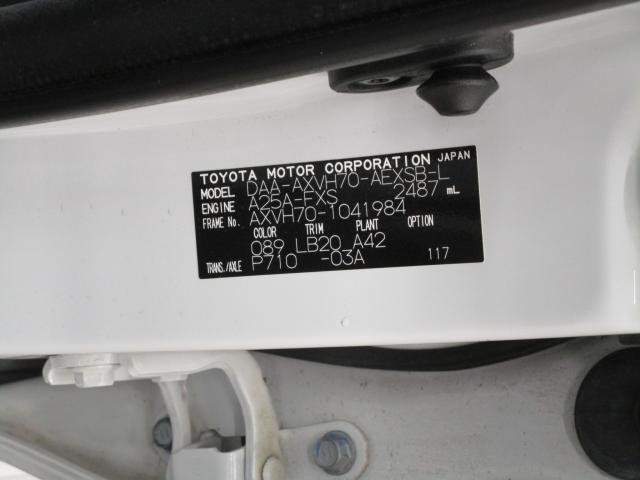 TOYOTA MOTOR CORPORATION JAPAN
MODEL DAA-AXVH70-AEXSB-L
ENGINE A25A-FXS 2487 mL
FRAME No. AXVH70-1041984
COLOR TRIM PLANT OPTION
089 LB20 A42
TRANS./AXLE P710 -03A 117